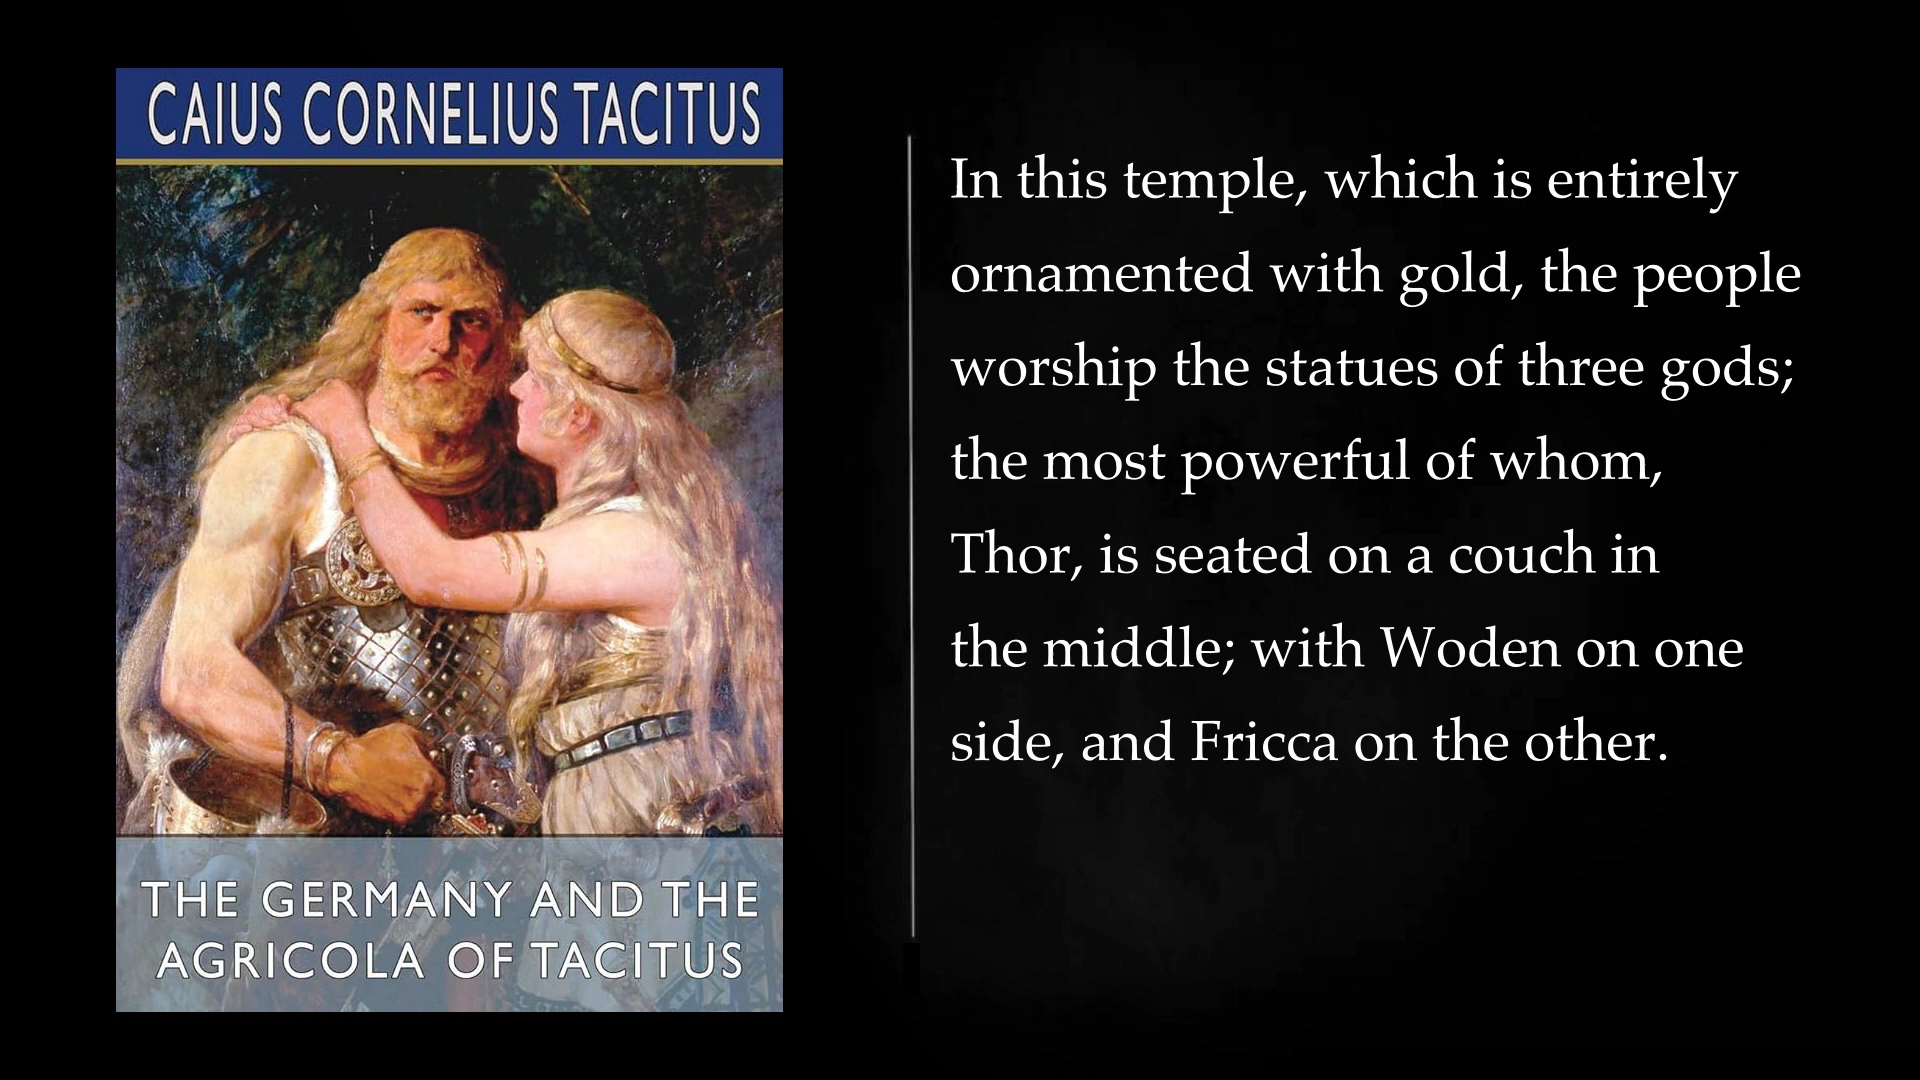 CAIUS CORNELIUS TACITUS
THE GERMANY AND THE
AGRICOLA OF TACITUS
In this temple, which is entirely
ornamented with gold, the people
worship the statues of three gods;
the most powerful of whom,
Thor, is seated on a couch in
the middle; with Woden on one
side, and Fricca on the other.